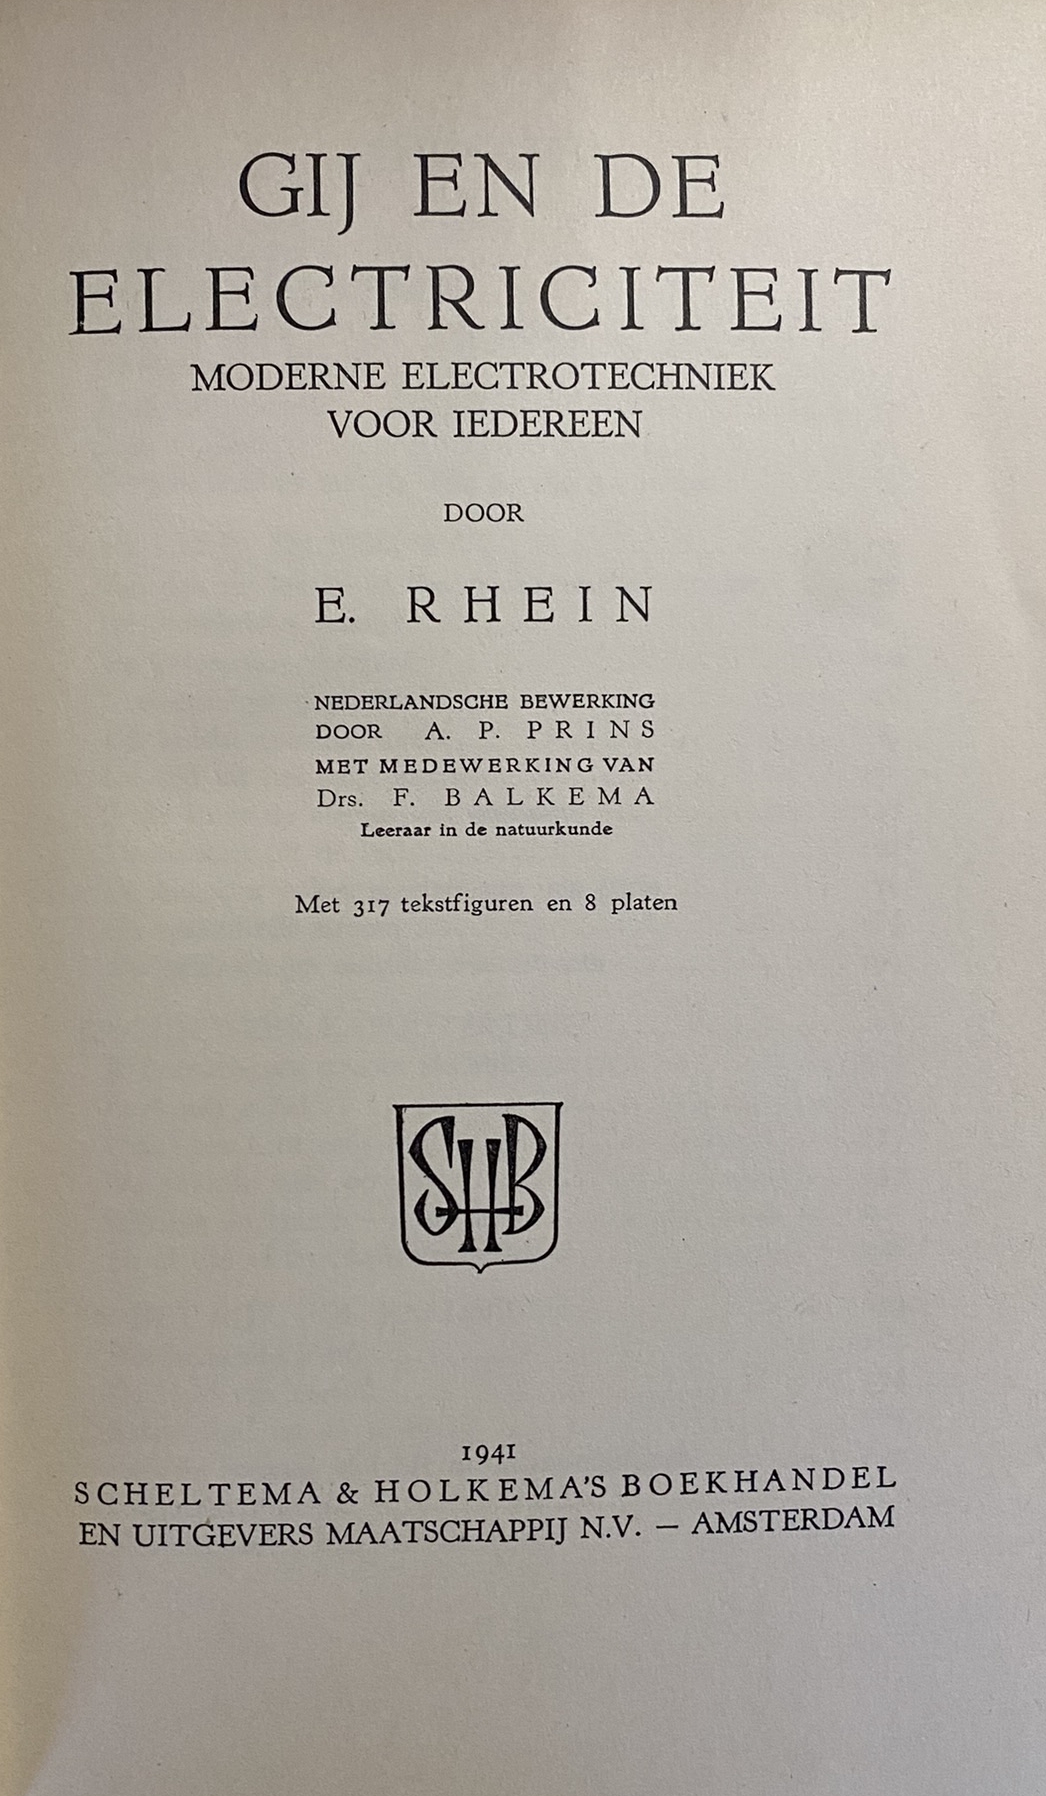 GIJ EN DE
ELECTRICITEIT
MODERNE ELECTROTECHNIEK
VOOR IEDEREEN
DOOR
E. RHEIN
NEDERLANDSCHE BEWERKING
DOOR A. P. PRINS
MET MEDEWERKING VAN
Drs. F. BALKEMA
Leeraar in de natuurkunde
Met 317 tekstfiguren en 8 platen
SHB
1941
SCHELTEMA & HOLKEMA'S BOEKHANDEL
EN UITGEVERS MAATSCHAPPIJ N.V. — AMSTERDAM